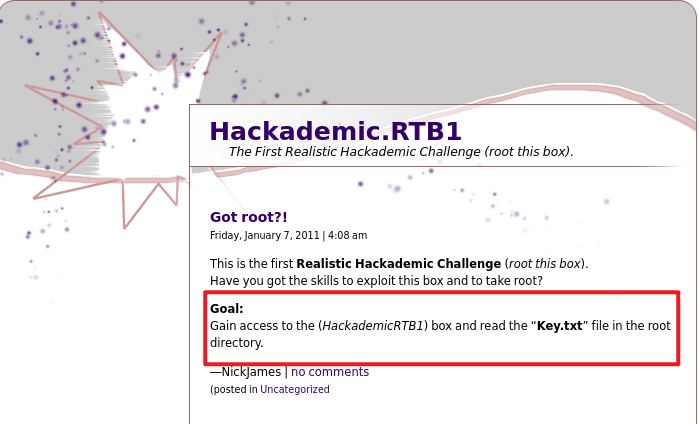 Hackademic.RTB1
The First Realistic Hackademic Challenge (root this box).
Got root?!
Friday, January 7, 2011 | 4:08 am
This is the first Realistic Hackademic Challenge (root this box).
Have you got the skills to exploit this box and to take root?
Goal:
Gain access to the (HackademicRTB1) box and read the “Key.txt” file in the root
directory.
—NickJames | no comments
(posted in Uncategorized